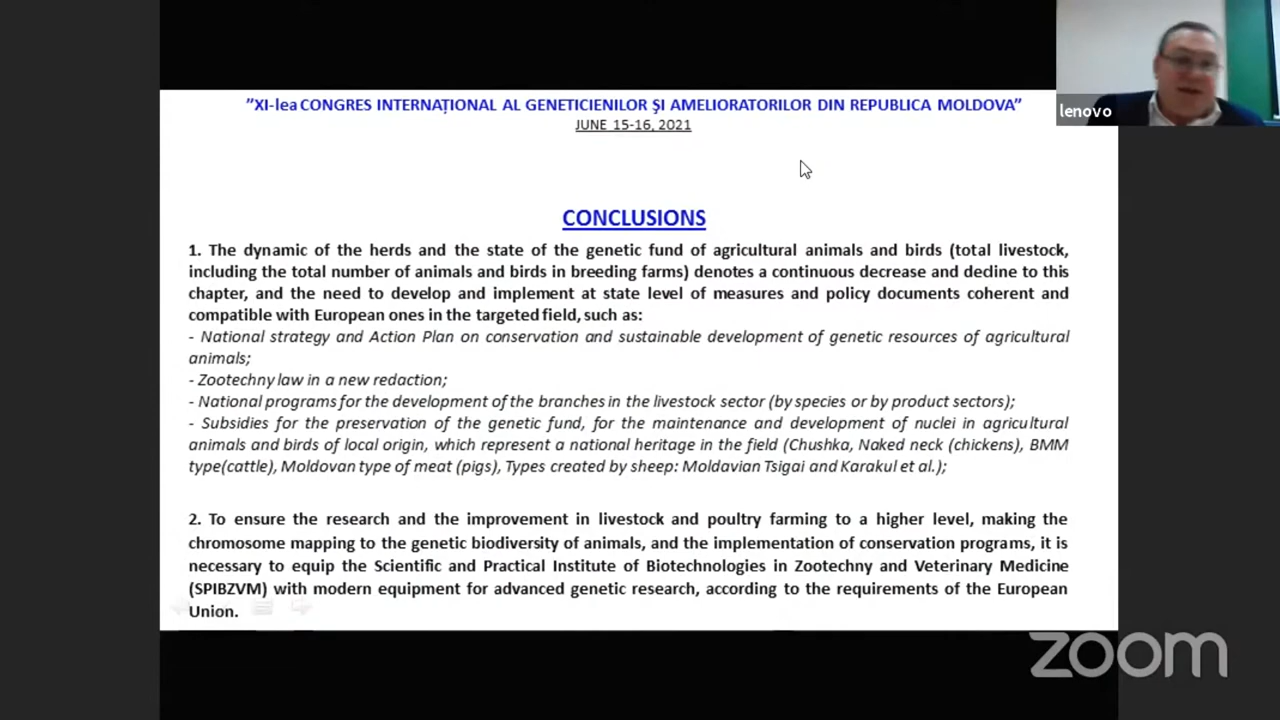 ”XI-lea CONGRES INTERNAȚIONAL AL GENETICIENILOR ŞI AMELIORATORILOR DIN REPUBLICA MOLDOVA”
JUNE 15-16, 2021
lenovo
CONCLUSIONS
1. The dynamic of the herds and the state of the genetic fund of agricultural animals and birds (total livestock,
including the total number of animals and birds in breeding farms) denotes a continuous decrease and decline to this
chapter, and the need to develop and implement at state level of measures and policy documents coherent and
compatible with European ones in the targeted field, such as:
- National strategy and Action Plan on conservation and sustainable development of genetic resources of agricultural
animals;
- Zootechny law in a new redaction;
- National programs for the development of the branches in the livestock sector (by species or by product sectors);
- Subsidies for the preservation of the genetic fund, for the maintenance and development of nuclei in agricultural
animals and birds of local origin, which represent a national heritage in the field (Chushka, Naked neck (chickens), BMM
type(cattle), Moldovan type of meat (pigs), Types created by sheep: Moldavian Tsigai and Karakul et al.);
2. To ensure the research and the improvement in livestock and poultry farming to a higher level, making the
chromosome mapping to the genetic biodiversity of animals, and the implementation of conservation programs, it is
necessary to equip the Scientific and Practical Institute of Biotechnologies in Zootechny and Veterinary Medicine
(SPIBZVM) with modern equipment for advanced genetic research, according to the requirements of the European
Union.
zoom